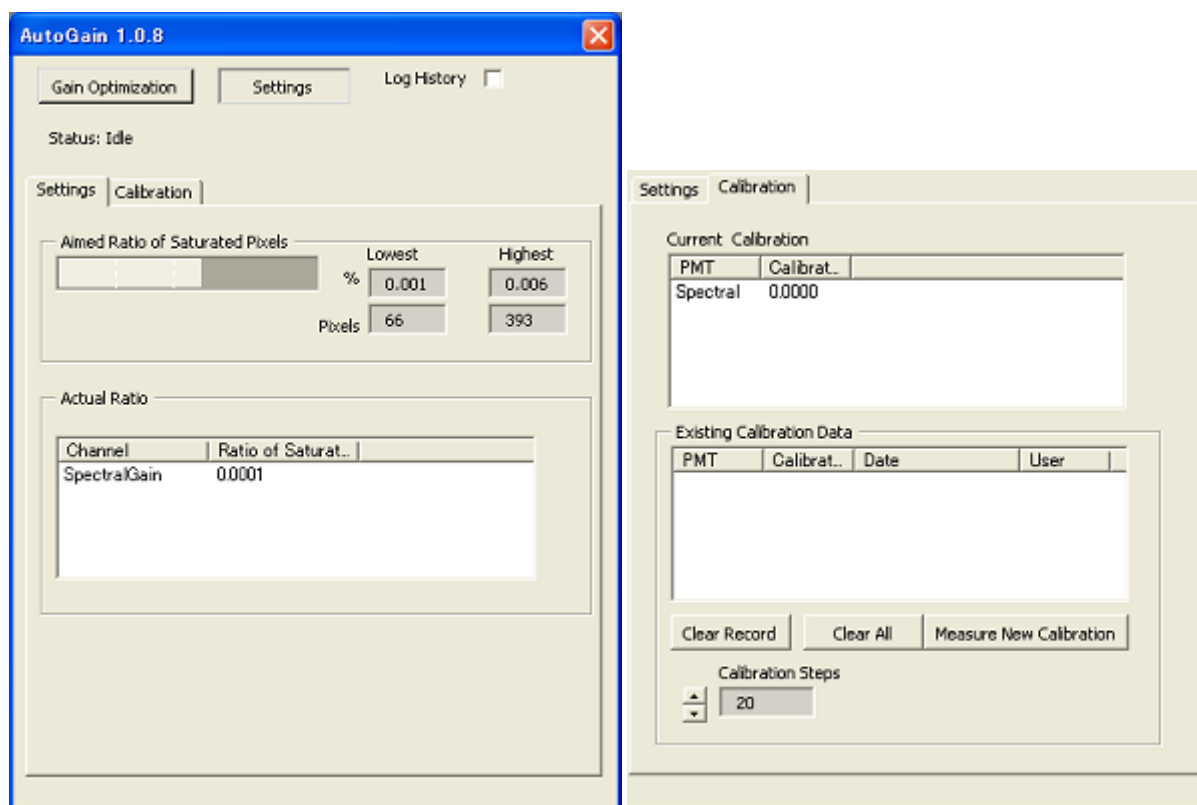 AutoGain 1.0.8
Gain Optimization
Settings
Log History
Status: Idle
Settings
Calibration
Aimed Ratio of Saturated Pixels
Lowest
Highest
%
0.001
0.006
Pixels
66
393
Actual Ratio
Channel
Ratio of Saturat..
SpectralGain
0.0001
Settings
Calibration
Current Calibration
PMT
Calibrat..
Spectral
0.0000
Existing Calibration Data
PMT
Calibrat..
Date
User
Clear Record
Clear All
Measure New Calibration
Calibration Steps
20